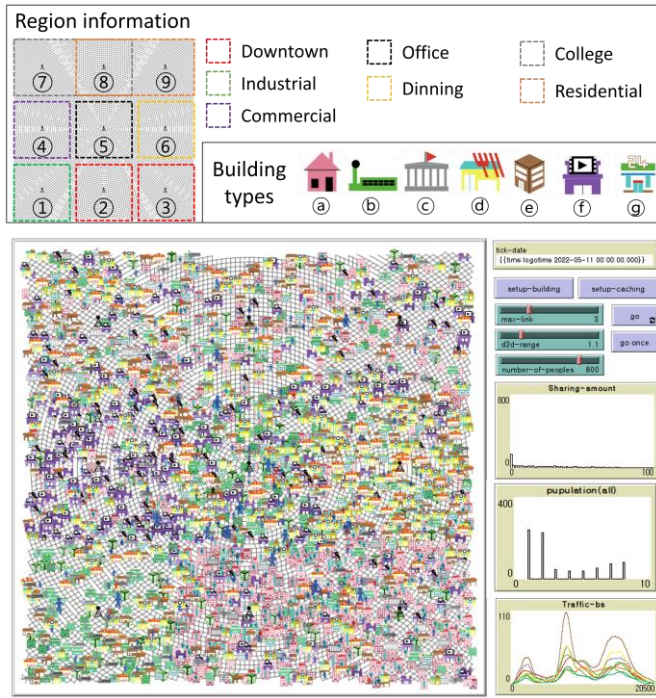 Region information
⑦ ⑧ ⑨
④ ⑤ ⑥
① ② ③
Downtown
Industrial
Commercial
Office
Dinning
College
Residential
Building types
24
ⓐ ⓑ ⓒ ⓓ ⓔ ⓕ ⓖ
tick-date
{{time:logotime 2022-05-11 00:00:00.000}}
setup-building setup-caching
max-link 3
go
d2d-range 1.1
go once
number-of-peoples 800
Sharing-amount
800
0
0 100
pupulation(all)
400
0
0 10
Traffic-bs
110
0
0 20500